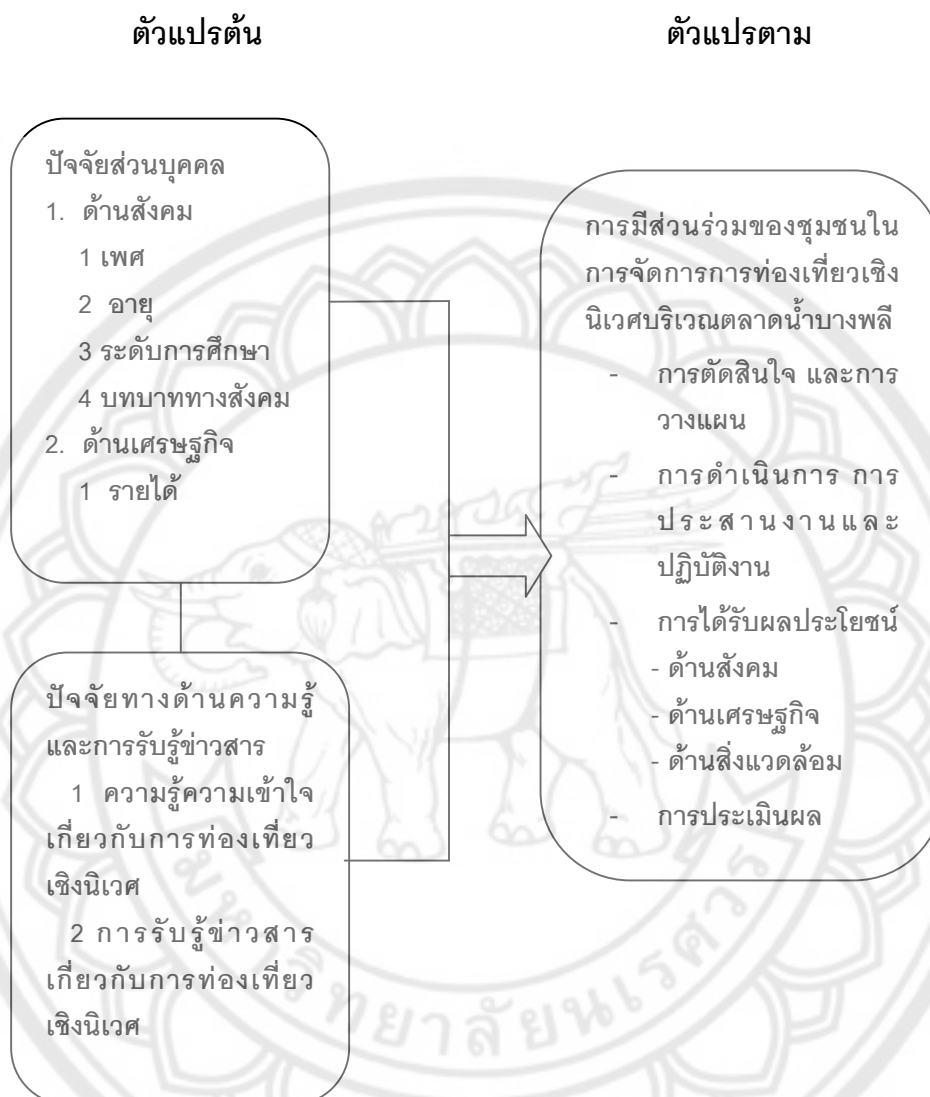 ตัวแปรต้น
ตัวแปรตาม
ปัจจัยส่วนบุคคล
1. ด้านสังคม
1 เพศ
2 อายุ
3 ระดับการศึกษา
4 บทบาททางสังคม
2. ด้านเศรษฐกิจ
1 รายได้
ปัจจัยทางด้านความรู้
และการรับรู้ข่าวสาร
1 ความรู้ความเข้าใจ
เกี่ยวกับการท่องเที่ยว
เชิงนิเวศ
2 การรับรู้ข่าวสาร
เกี่ยวกับการท่องเที่ยว
เชิงนิเวศ
การมีส่วนร่วมของชุมชนใน
การจัดการการท่องเที่ยวเชิง
นิเวศบริเวณตลาดน้ำบางพลี
- การตัดสินใจ และการ
วางแผน
- การดำเนินการ การ
ประสานงานและ
ปฏิบัติงาน
- การได้รับผลประโยชน์
- ด้านสังคม
- ด้านเศรษฐกิจ
- ด้านสิ่งแวดล้อม
- การประเมินผล
มหาวิทยาลัยนเรศวร